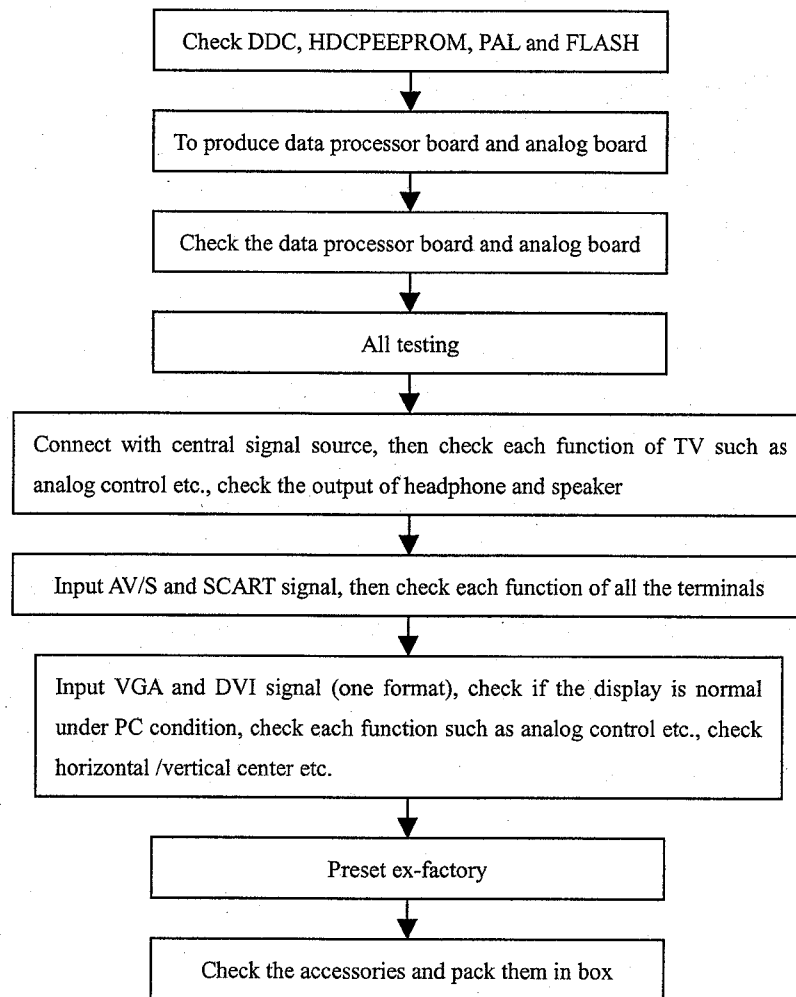 Check DDC, HDCPEEPROM, PAL and FLASH
To produce data processor board and analog board
Check the data processor board and analog board
All testing
Connect with central signal source, then check each function of TV such as
analog control etc., check the output of headphone and speaker
Input AV/S and SCART signal, then check each function of all the terminals
Input VGA and DVI signal (one format), check if the display is normal
under PC condition, check each function such as analog control etc., check
horizontal /vertical center etc.
Preset ex-factory
Check the accessories and pack them in box